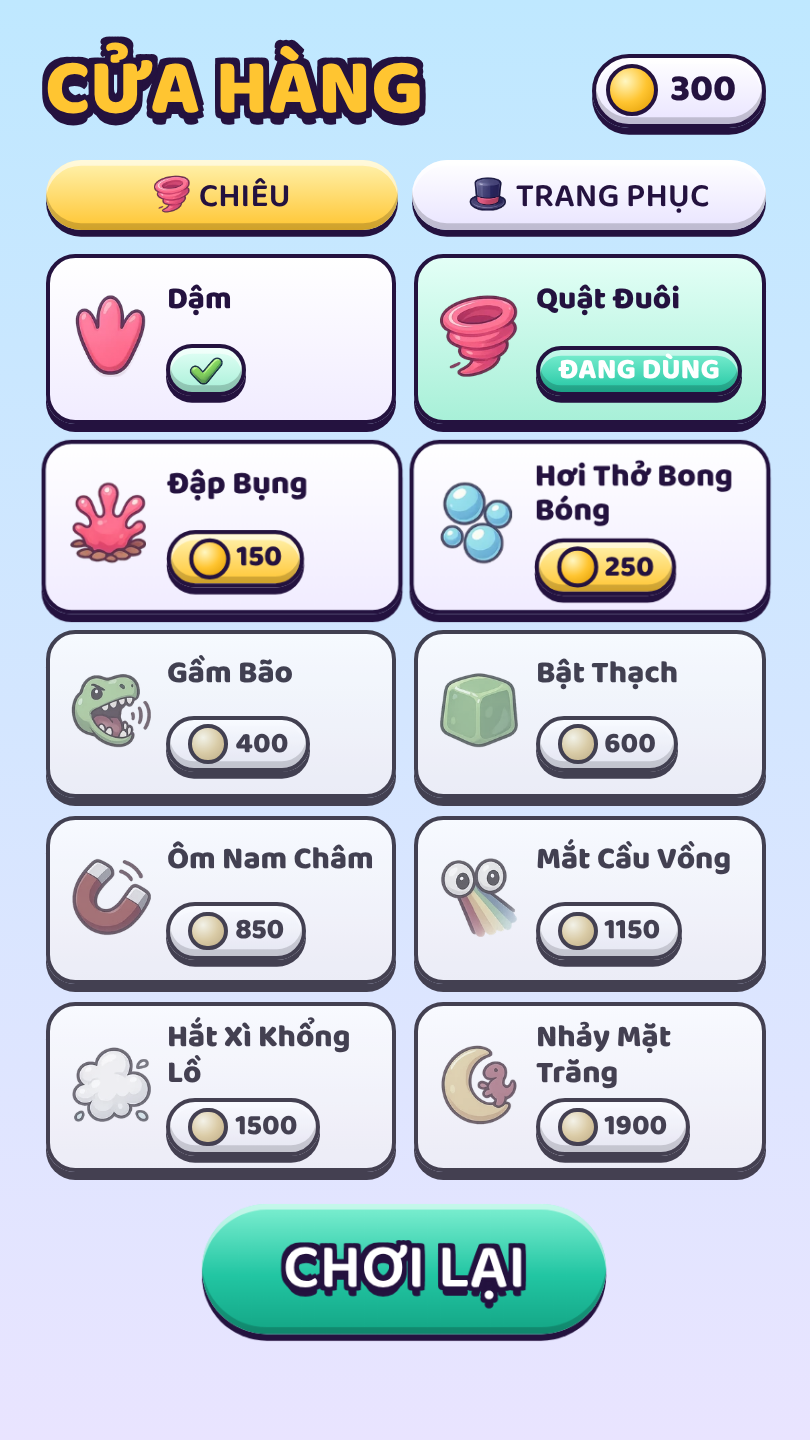 CỬA HÀNG
300
CHIÊU
TRANG PHỤC
Dậm
Quật Đuôi
ĐANG DÙNG
Đập Bụng
150
Hơi Thở Bong
Bóng
250
Gầm Bão
400
Bật Thạch
600
Ôm Nam Châm
850
Mắt Cầu Vồng
1150
Hắt Xì Khổng
Lồ
1500
Nhảy Mặt
Trăng
1900
CHƠI LẠI